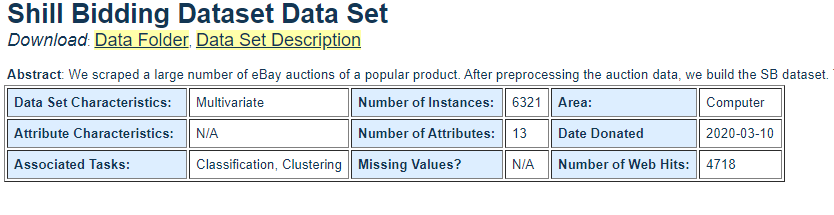 Shill Bidding Dataset Data Set
Download: Data Folder, Data Set Description
Abstract: We scraped a large number of eBay auctions of a popular product. After preprocessing the auction data, we build the SB dataset.
Data Set Characteristics: Multivariate Number of Instances: 6321 Area: Computer
Attribute Characteristics: N/A Number of Attributes: 13 Date Donated 2020-03-10
Associated Tasks: Classification, Clustering Missing Values? N/A Number of Web Hits: 4718